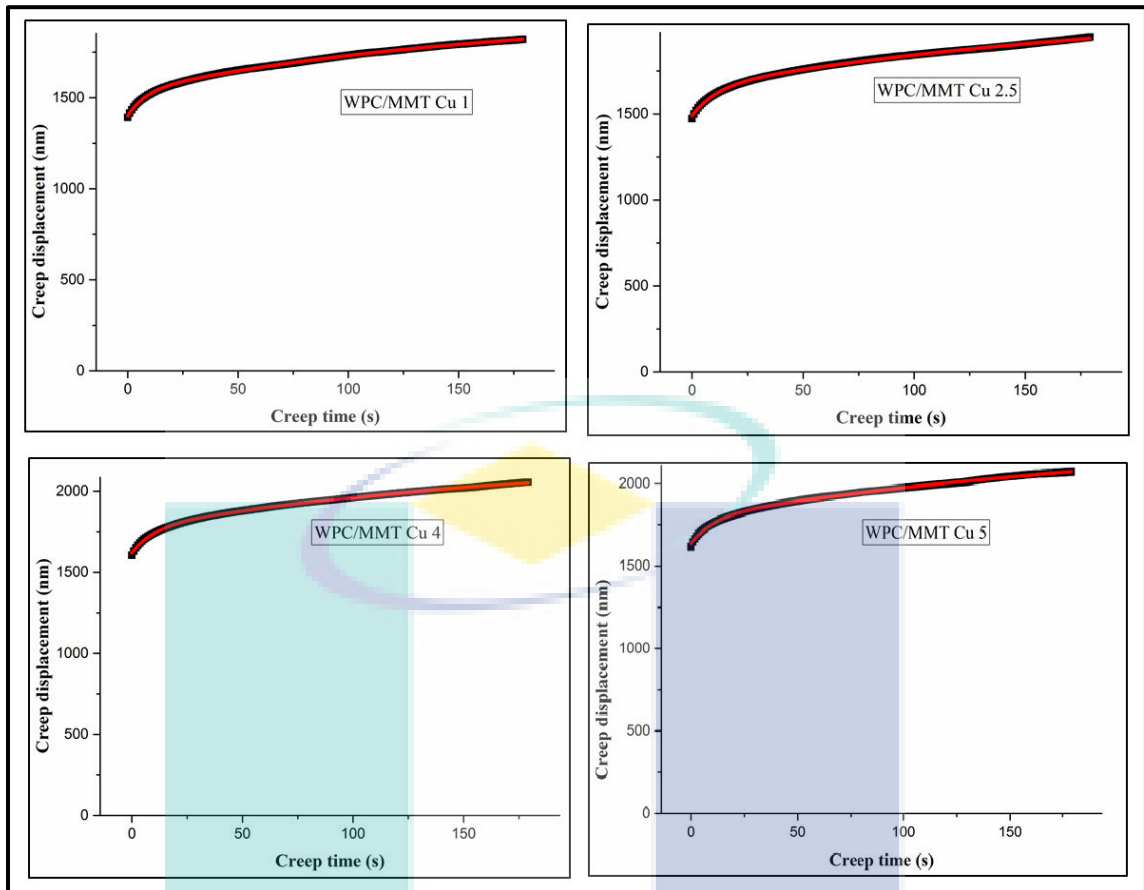 Creep displacement (nm)
1500
1000
500
0
WPC/MMT Cu 1
0 50 100 150
Creep time (s)
Creep displacement (nm)
1500
1000
500
0
WPC/MMT Cu 2.5
0 50 100 150
Creep time (s)
Creep displacement (nm)
2000
1500
1000
500
0
WPC/MMT Cu 4
0 50 100 150
Creep time (s)
Creep displacement (nm)
2000
1500
1000
500
0
WPC/MMT Cu 5
0 50 100 150
Creep time (s)